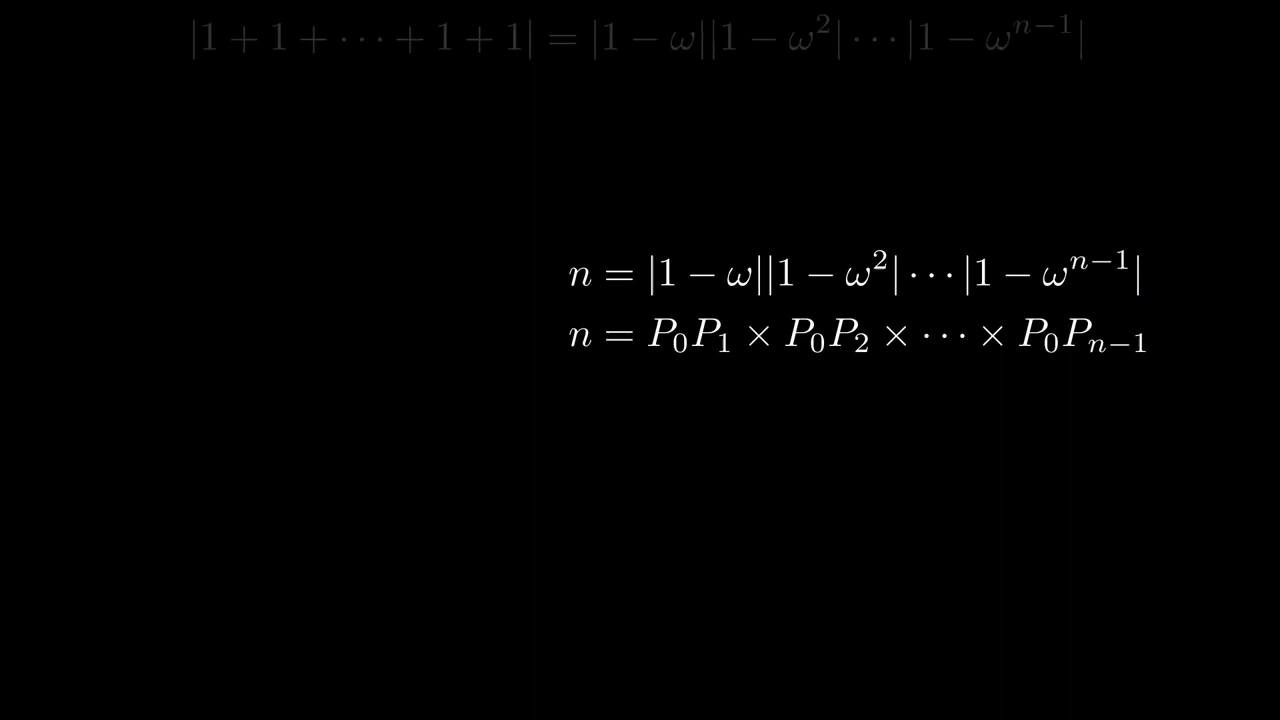 |1 + 1 + ⋯ + 1 + 1| = |1 − ω||1 − ω²| ⋯ |1 − ωⁿ⁻¹|
n = |1 − ω||1 − ω²| ⋯ |1 − ωⁿ⁻¹|
n = P₀P₁ × P₀P₂ × ⋯ × P₀Pₙ₋₁